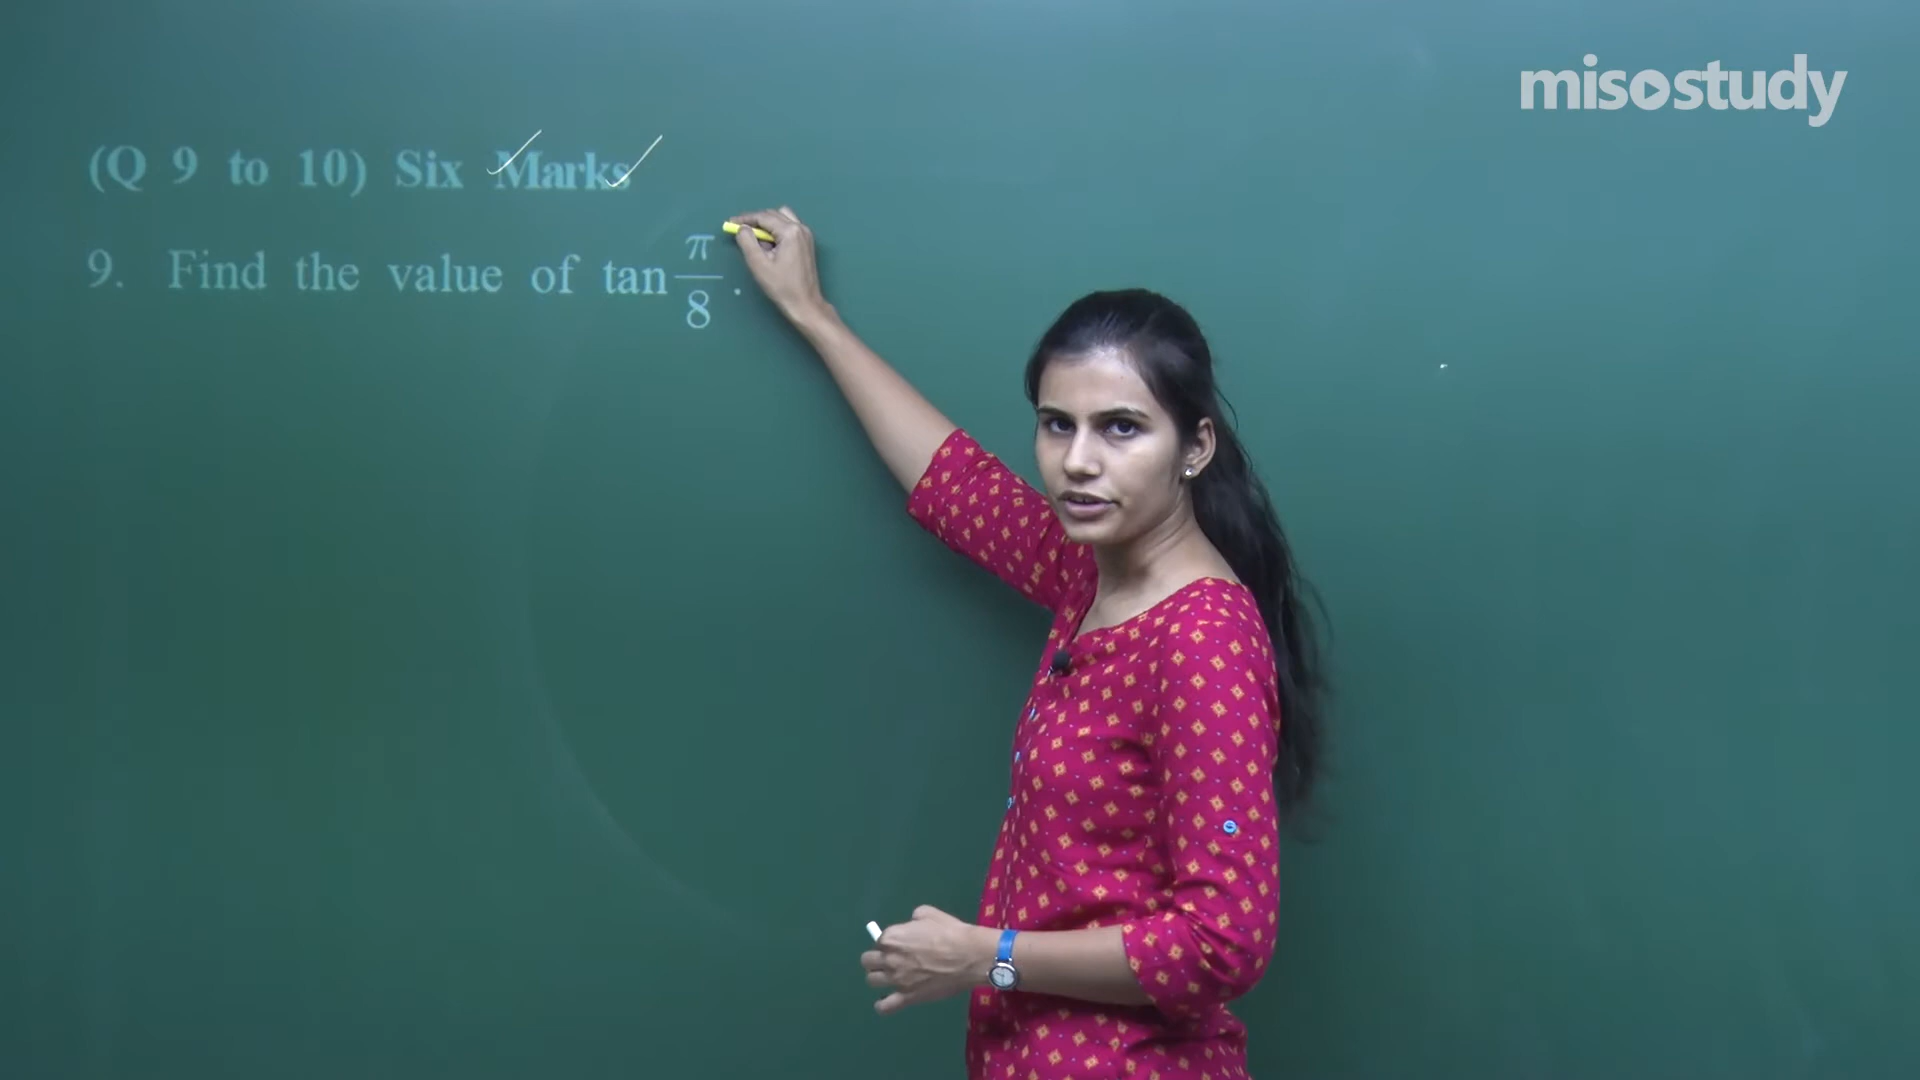 misostudy
(Q 9 to 10) Six Marks
9. Find the value of tan π/8.